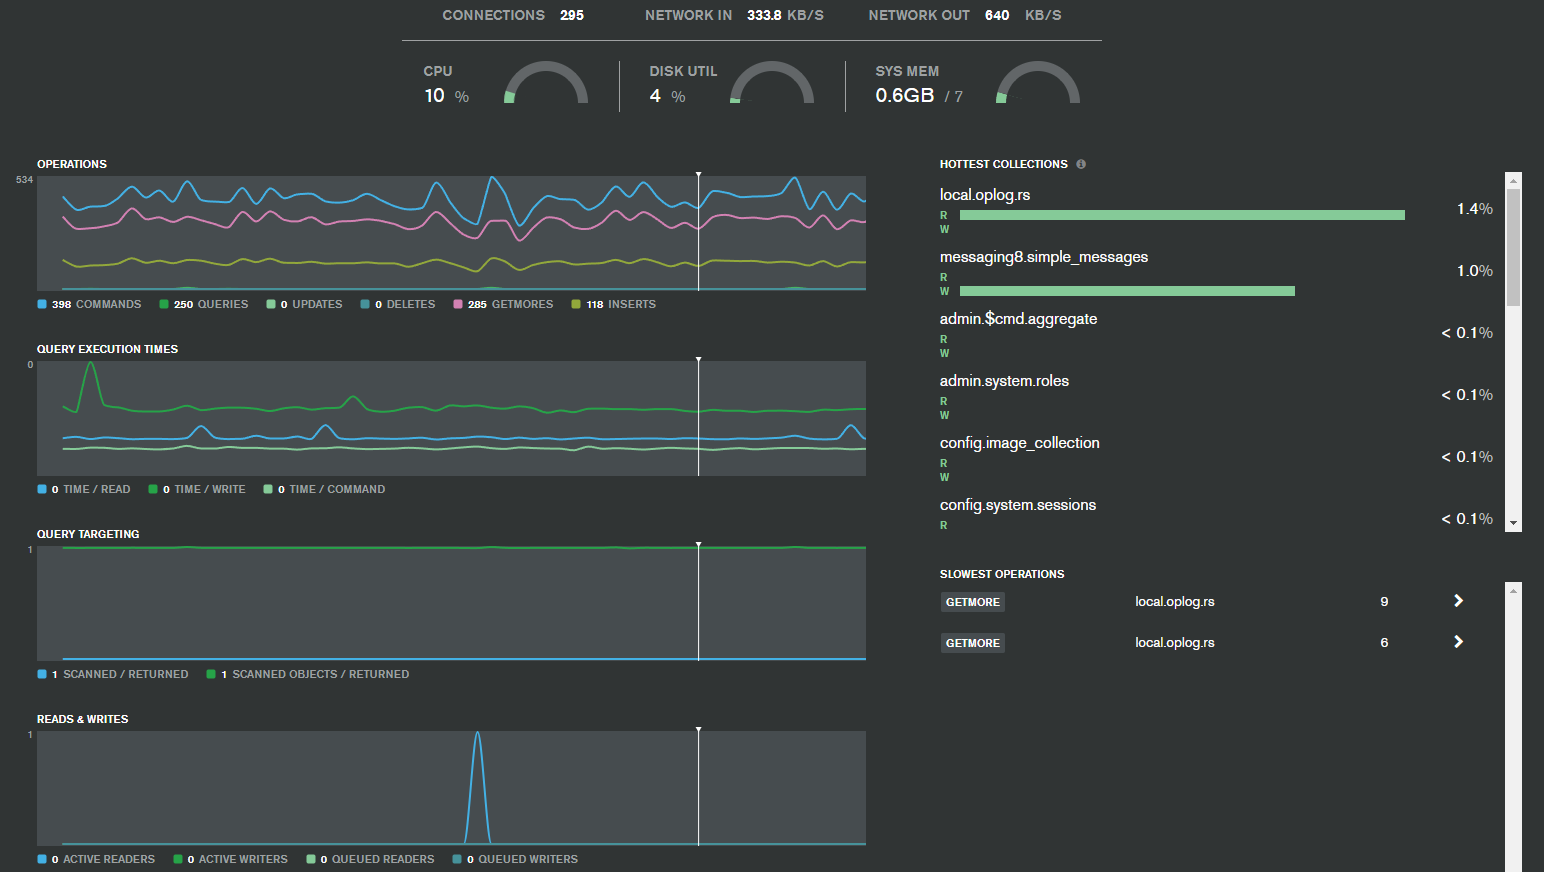 CONNECTIONS 295 NETWORK IN 333.8 KB/S NETWORK OUT 640 KB/S
CPU
10 %
DISK UTIL
4 %
SYS MEM
0.6GB / 7
OPERATIONS
534
398 COMMANDS 250 QUERIES 0 UPDATES 0 DELETES 285 GETMORES 118 INSERTS
QUERY EXECUTION TIMES
0
0 TIME / READ 0 TIME / WRITE 0 TIME / COMMAND
QUERY TARGETING
1
1 SCANNED / RETURNED 1 SCANNED OBJECTS / RETURNED
READS & WRITES
1
0 ACTIVE READERS 0 ACTIVE WRITERS 0 QUEUED READERS 0 QUEUED WRITERS
HOTTEST COLLECTIONS
local.oplog.rs
R
W
1.4%
messaging8.simple_messages
R
W
1.0%
admin.$cmd.aggregate
R
W
< 0.1%
admin.system.roles
R
W
< 0.1%
config.image_collection
R
W
< 0.1%
config.system.sessions
R
< 0.1%
SLOWEST OPERATIONS
GETMORE local.oplog.rs 9
GETMORE local.oplog.rs 6